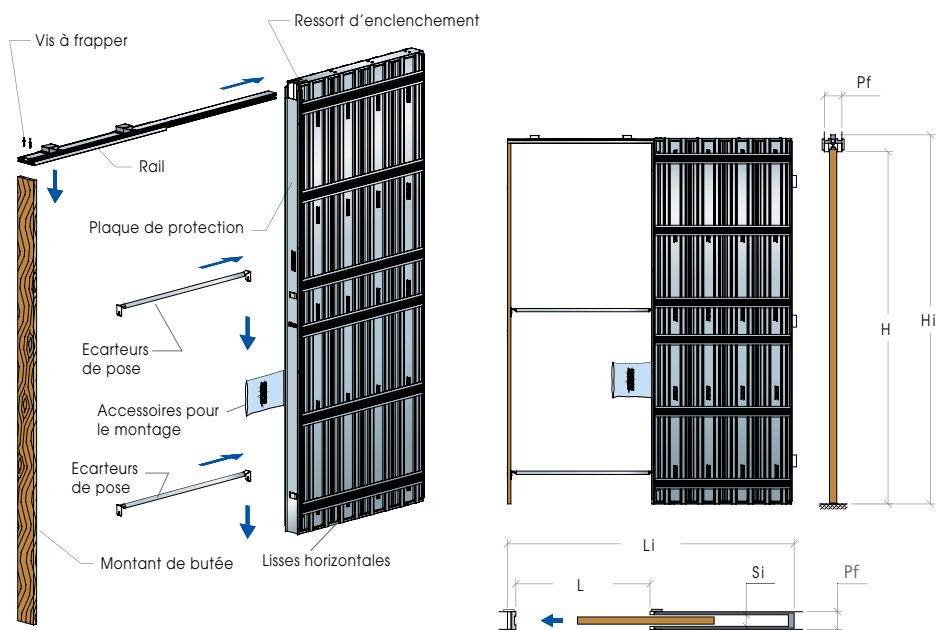 Ressort d'enclenchement
Vis à frapper
Rail
Plaque de protection
Ecarteurs
de pose
Accessoires pour
le montage
Ecarteurs
de pose
Montant de butée
Lisses horizontales
Pf
H
Hi
Li
L
Si
Pf